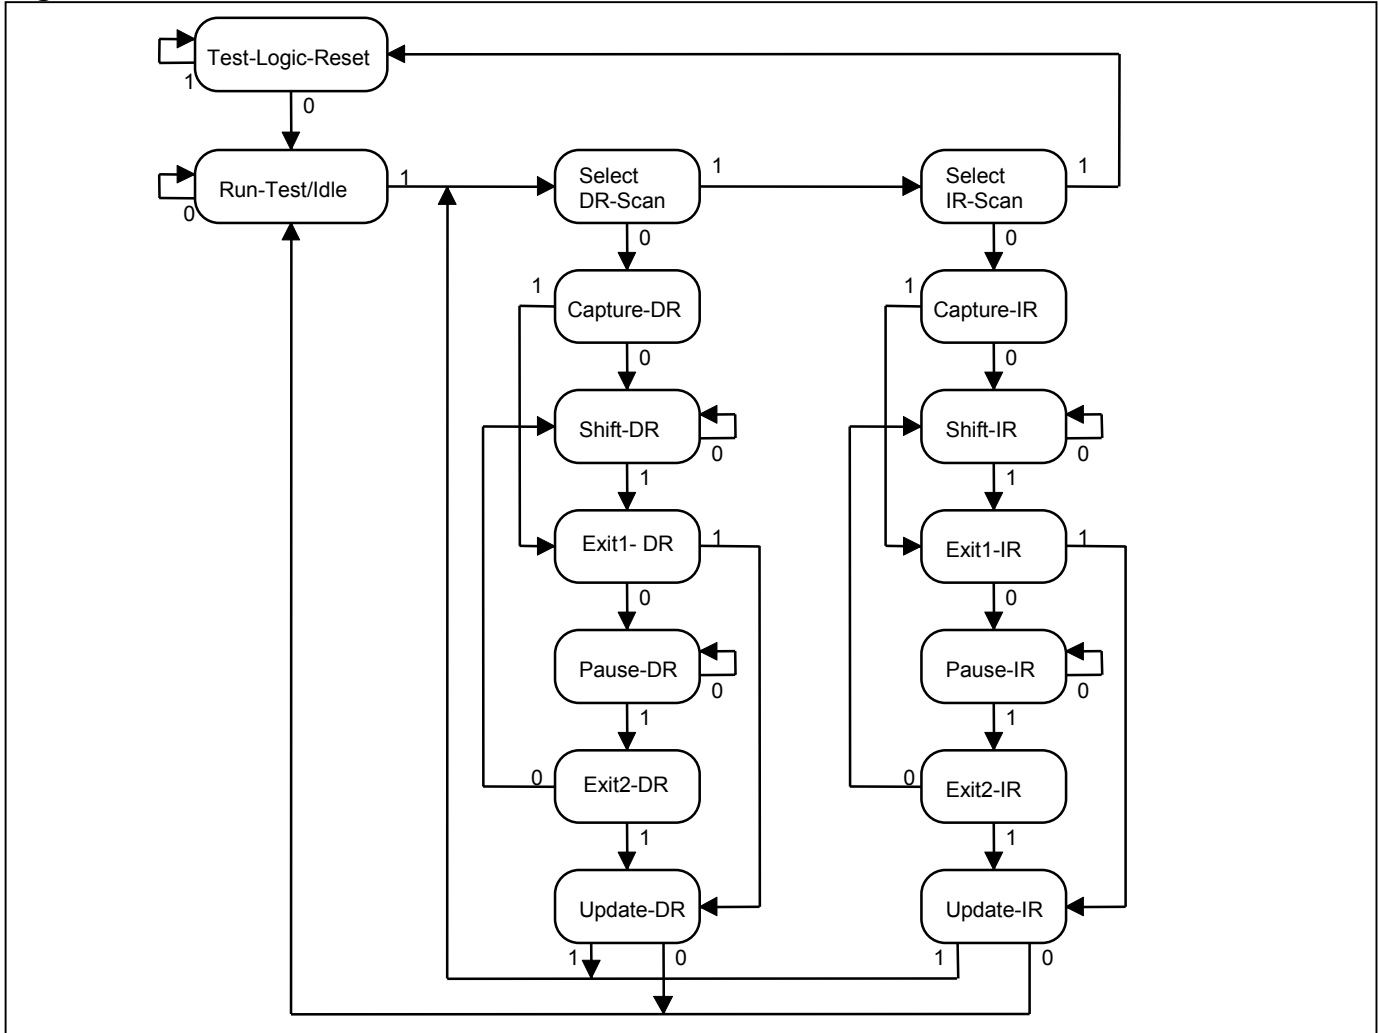 Test-Logic-Reset
1
0
Run-Test/Idle
0
1
Select
DR-Scan
1
Select
IR-Scan
1
0
0
1
Capture-DR
1
Capture-IR
0
0
Shift-DR
0
Shift-IR
0
1
1
Exit1- DR
1
Exit1-IR
1
0
0
Pause-DR
0
Pause-IR
0
1
1
0
Exit2-DR
0
Exit2-IR
1
1
Update-DR
Update-IR
1
0
1
0